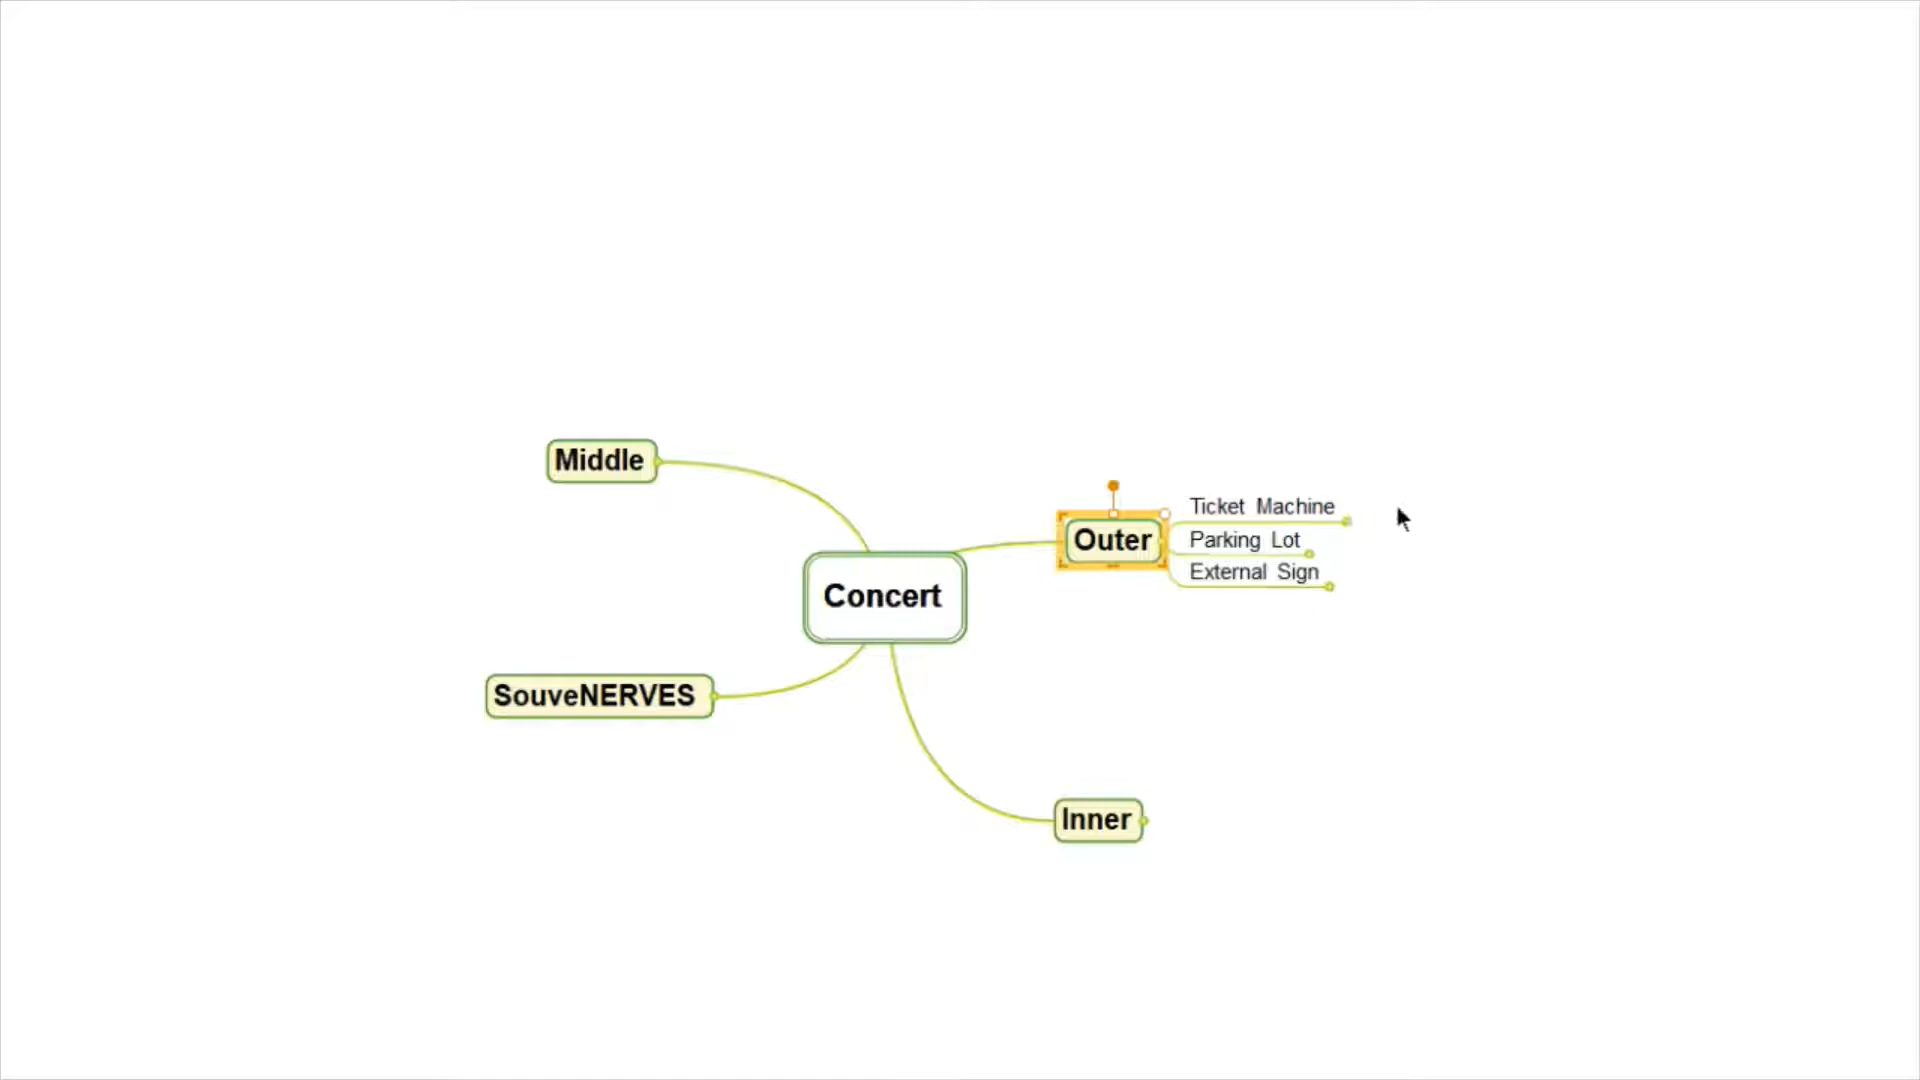 Middle
Ticket Machine
Outer
Parking Lot
External Sign
Concert
SouveNERVES
Inner